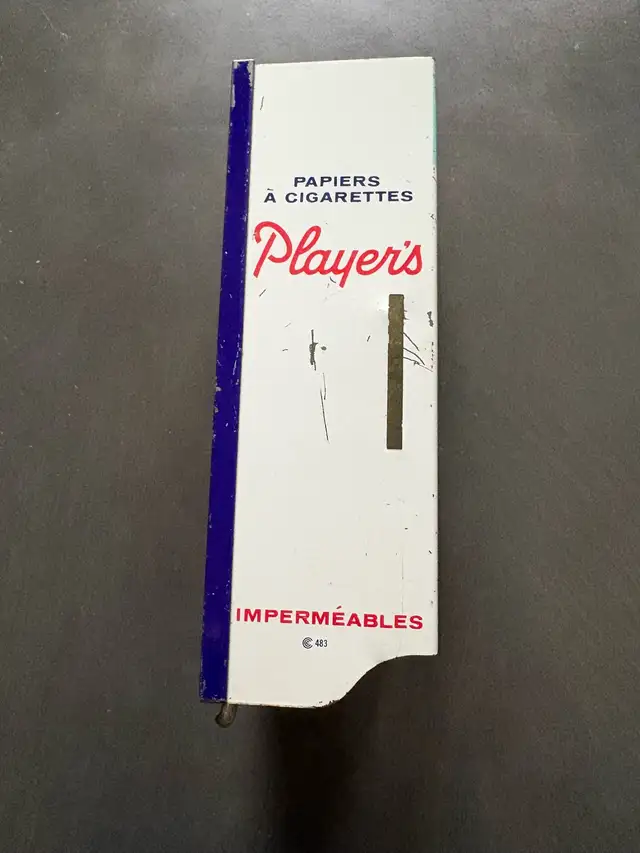 PAPIERS
À CIGARETTES
Player's
IMPERMÉABLES
483